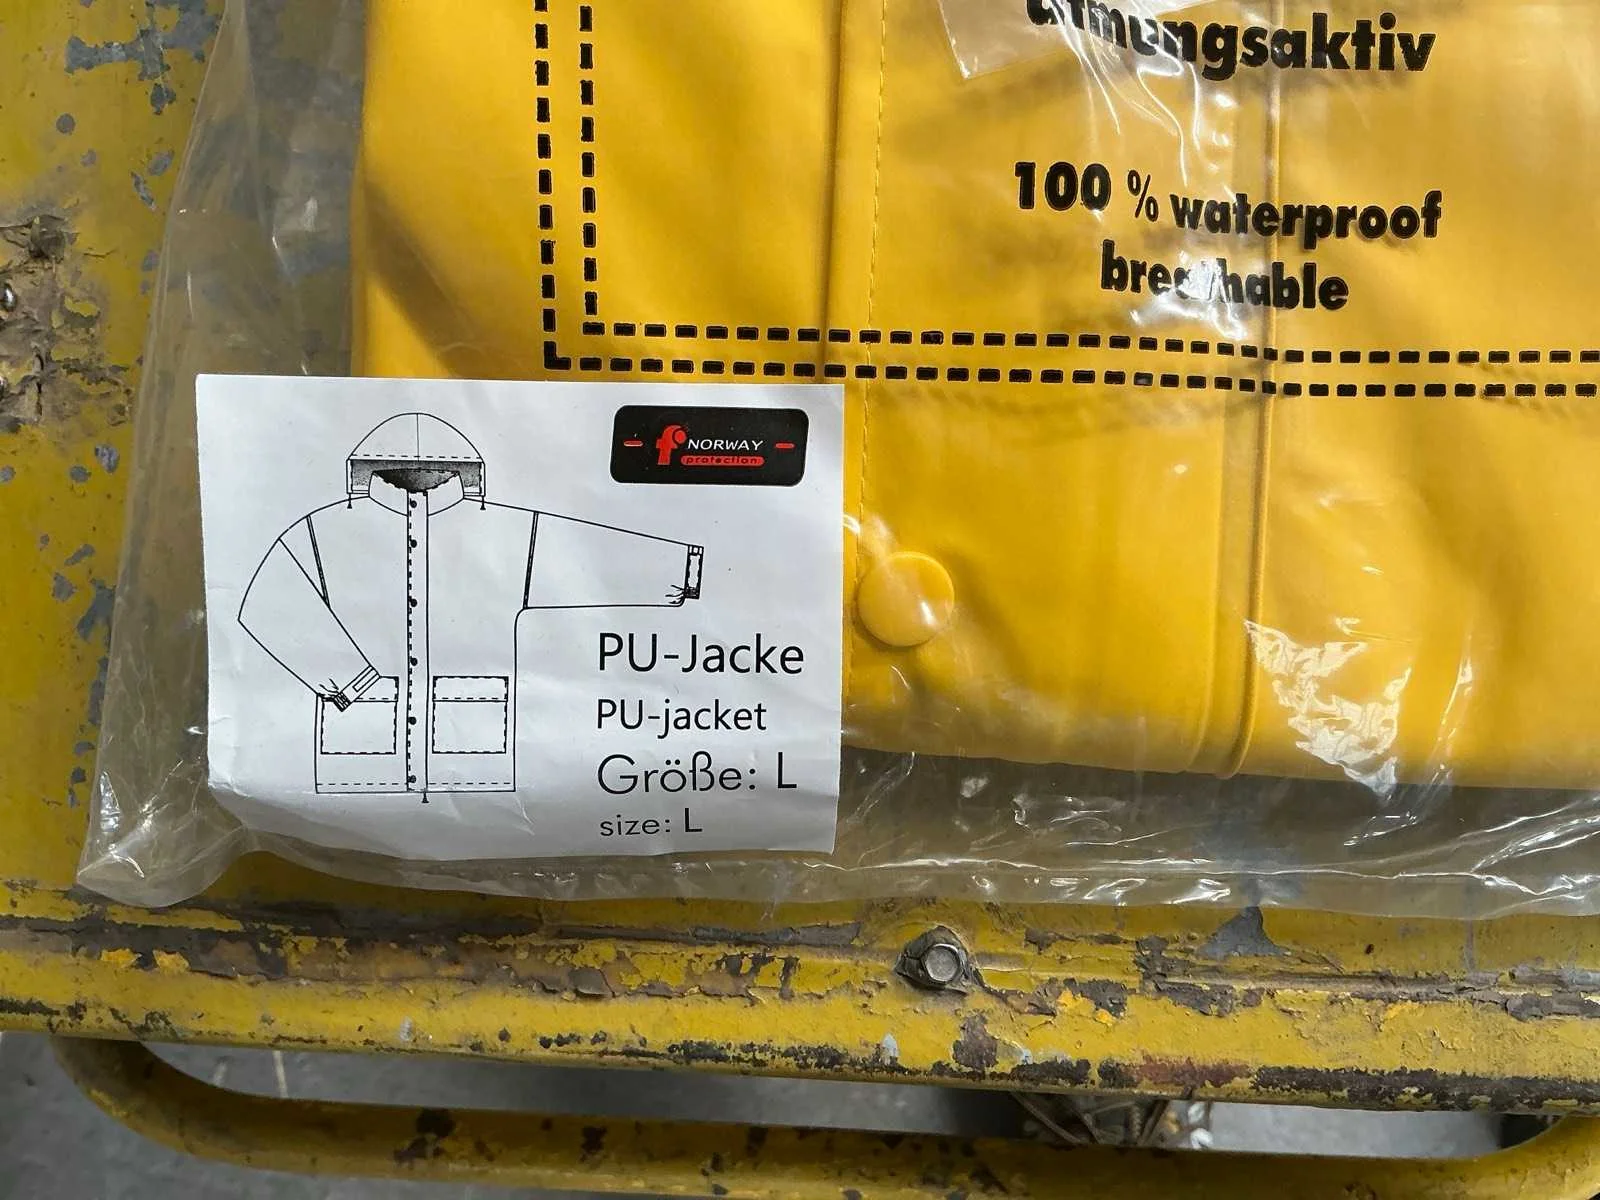 atmungsaktiv
100 % waterproof
breathable
NORWAY
protection
PU-Jacke
PU-jacket
Größe: L
size: L